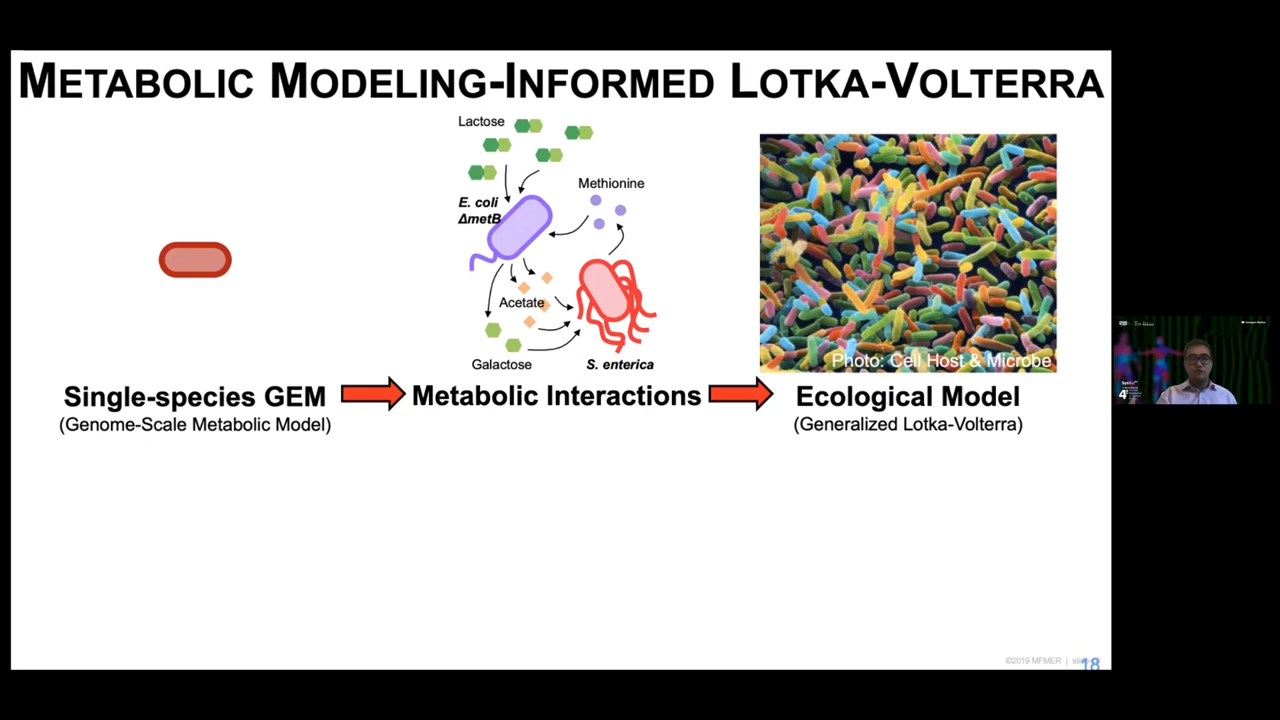 METABOLIC MODELING-INFORMED LOTKA-VOLTERRA
Lactose
Methionine
E. coli
ΔmetB
Acetate
Galactose
S. enterica
Photo: Cell Host & Microbe
Single-species GEM
(Genome-Scale Metabolic Model)
Metabolic Interactions
Ecological Model
(Generalized Lotka-Volterra)
©2019 MFMER |
18